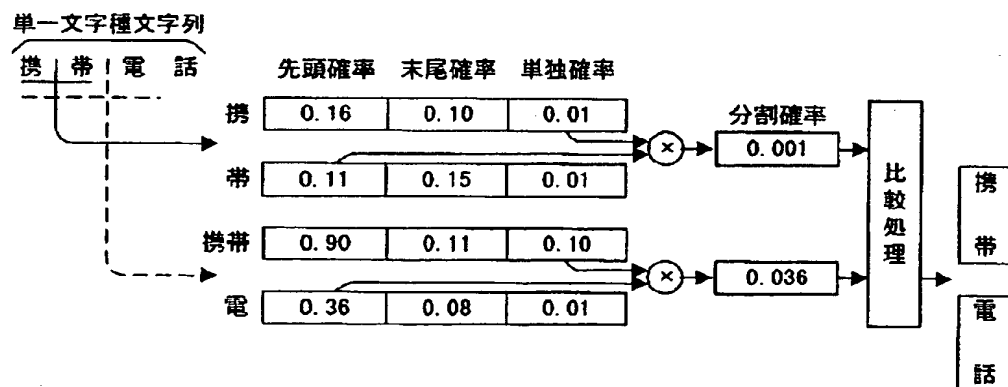 単一文字種文字列
携 帯 電 話
先頭確率 末尾確率 単独確率
携 0.16 0.10 0.01
帯 0.11 0.15 0.01
携帯 0.90 0.11 0.10
電 0.36 0.08 0.01
×
×
分割確率
0.001
0.036
比較処理
携帯
電話